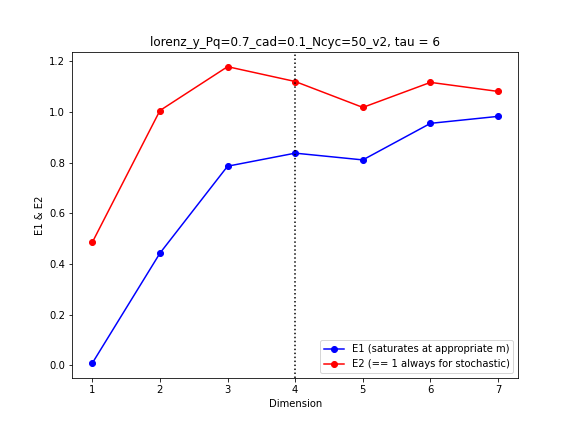 lorenz_y_Pq=0.7_cad=0.1_Ncyc=50_v2, tau = 6
E1 & E2
1.2
1.0
0.8
0.6
0.4
0.2
0.0
E1 (saturates at appropriate m)
E2 (== 1 always for stochastic)
1 2 3 4 5 6 7
Dimension